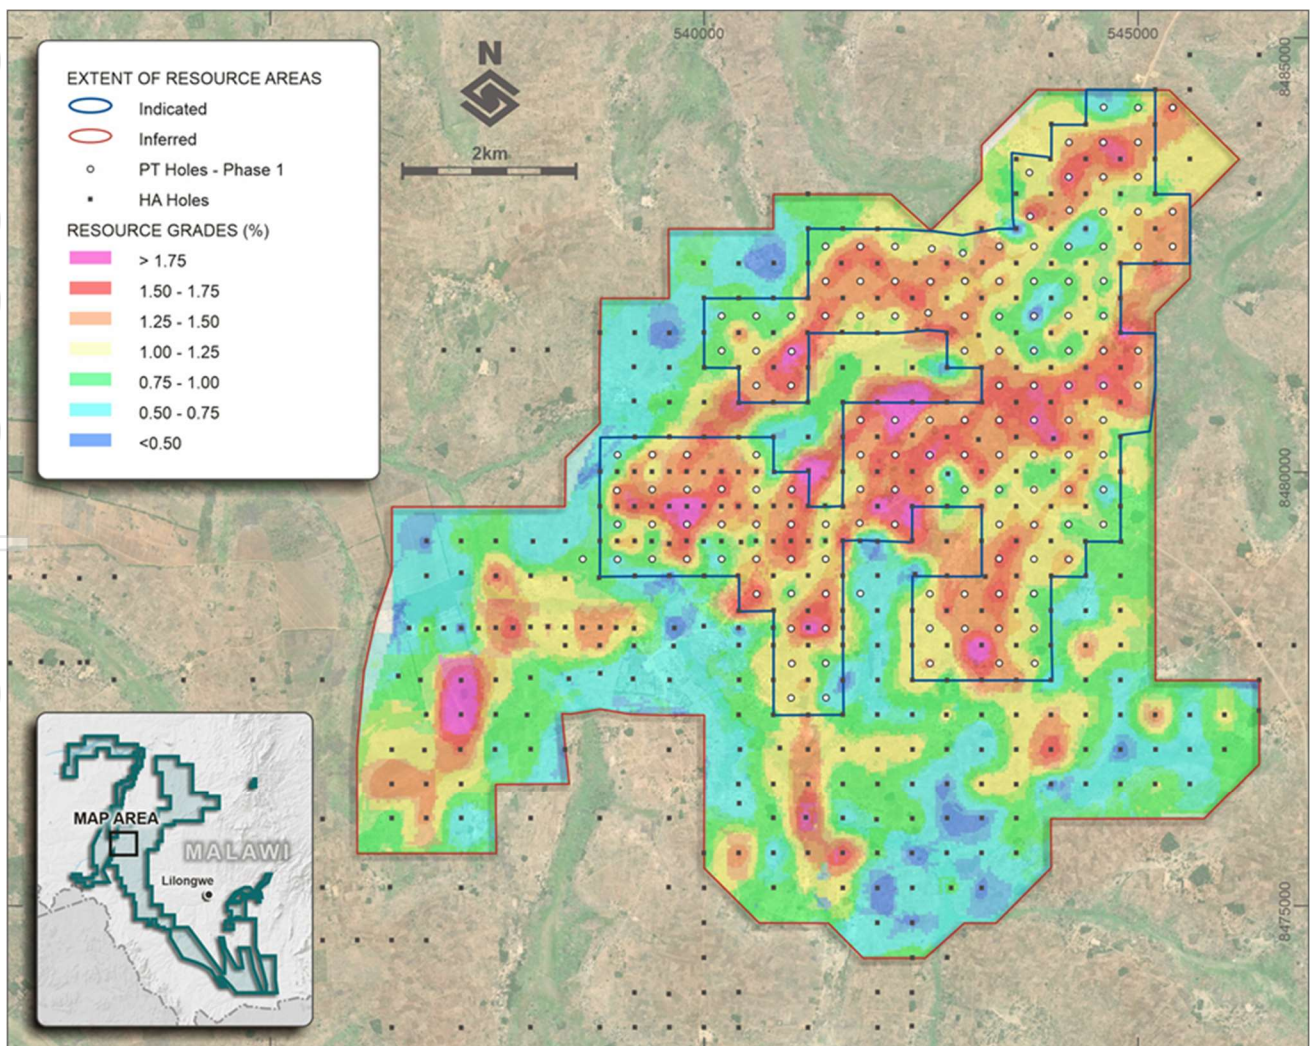 540000
545000
8485000
N
2km
EXTENT OF RESOURCE AREAS
Indicated
Inferred
PT Holes - Phase 1
HA Holes
RESOURCE GRADES (%)
> 1.75
1.50 - 1.75
1.25 - 1.50
1.00 - 1.25
0.75 - 1.00
0.50 - 0.75
<0.50
8480000
MAP AREA
MALAWI
Lilongwe
8475000